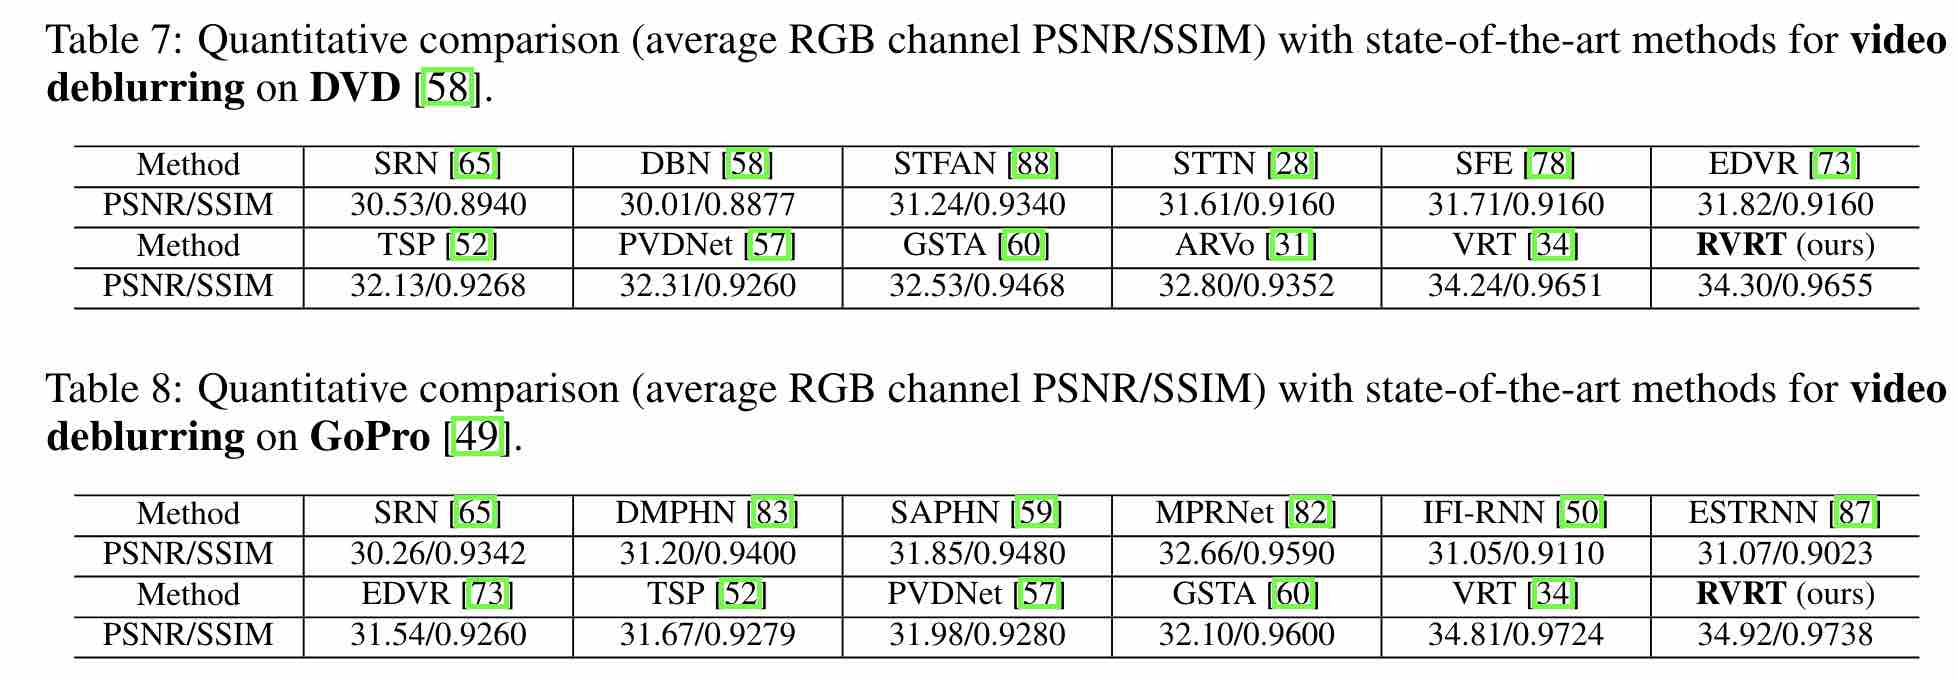 Table 7: Quantitative comparison (average RGB channel PSNR/SSIM) with state-of-the-art methods for video
deblurring on DVD [58].
Method SRN [65] DBN [58] STFAN [88] STTN [28] SFE [78] EDVR [73]
PSNR/SSIM 30.53/0.8940 30.01/0.8877 31.24/0.9340 31.61/0.9160 31.71/0.9160 31.82/0.9160
Method TSP [52] PVDNet [57] GSTA [60] ARVo [31] VRT [34] RVRT (ours)
PSNR/SSIM 32.13/0.9268 32.31/0.9260 32.53/0.9468 32.80/0.9352 34.24/0.9651 34.30/0.9655
Table 8: Quantitative comparison (average RGB channel PSNR/SSIM) with state-of-the-art methods for video
deblurring on GoPro [49].
Method SRN [65] DMPHN [83] SAPHN [59] MPRNet [82] IFI-RNN [50] ESTRNN [87]
PSNR/SSIM 30.26/0.9342 31.20/0.9400 31.85/0.9480 32.66/0.9590 31.05/0.9110 31.07/0.9023
Method EDVR [73] TSP [52] PVDNet [57] GSTA [60] VRT [34] RVRT (ours)
PSNR/SSIM 31.54/0.9260 31.67/0.9279 31.98/0.9280 32.10/0.9600 34.81/0.9724 34.92/0.9738